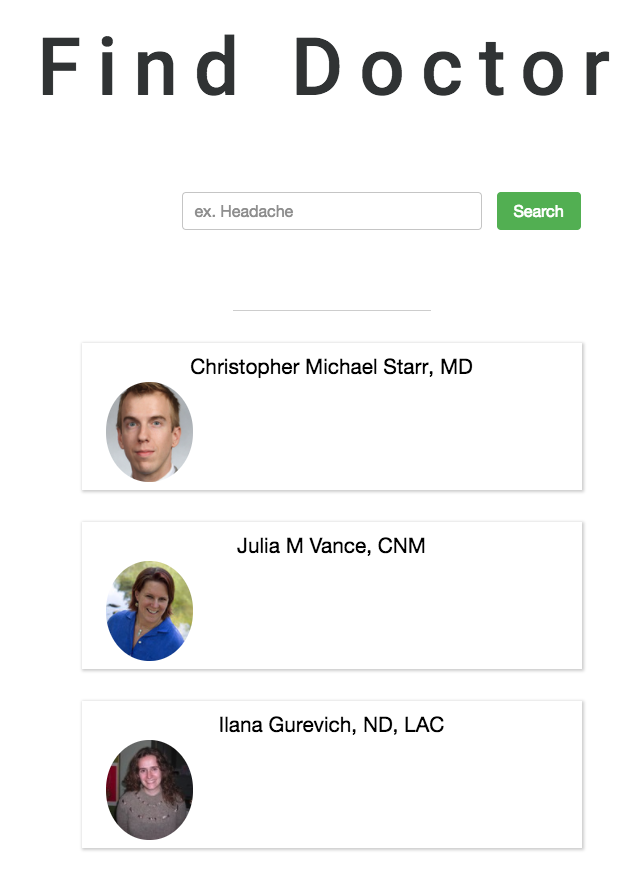 Find Doctor
ex. Headache
Search
Christopher Michael Starr, MD
Julia M Vance, CNM
Ilana Gurevich, ND, LAC